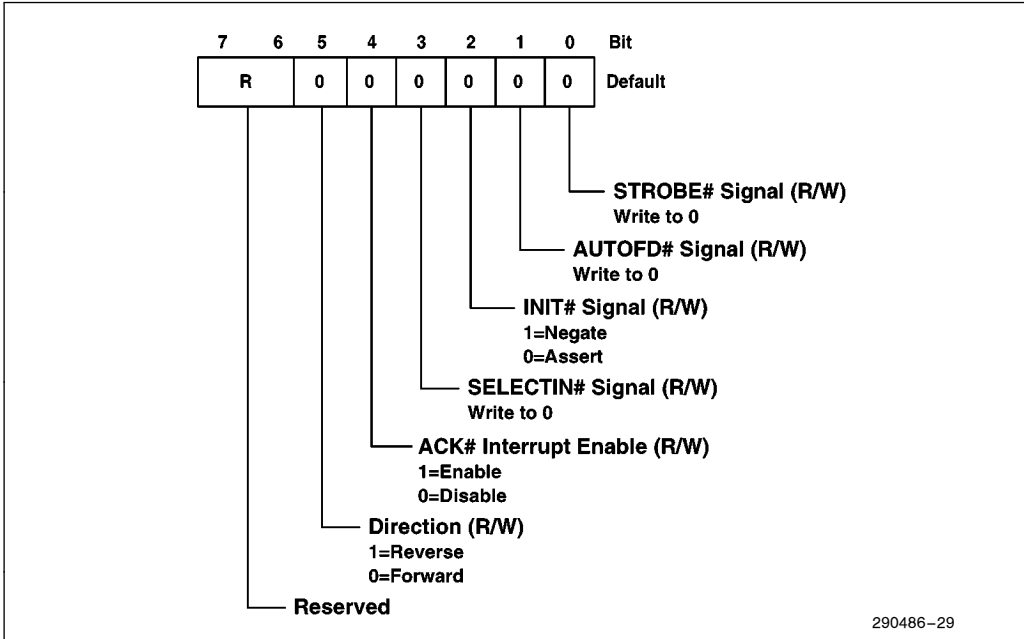 7 6 5 4 3 2 1 0 Bit
R 0 0 0 0 0 0 Default
STROBE# Signal (R/W)
Write to 0
AUTOFD# Signal (R/W)
Write to 0
INIT# Signal (R/W)
1=Negate
0=Assert
SELECTIN# Signal (R/W)
Write to 0
ACK# Interrupt Enable (R/W)
1=Enable
0=Disable
Direction (R/W)
1=Reverse
0=Forward
Reserved
290486–29